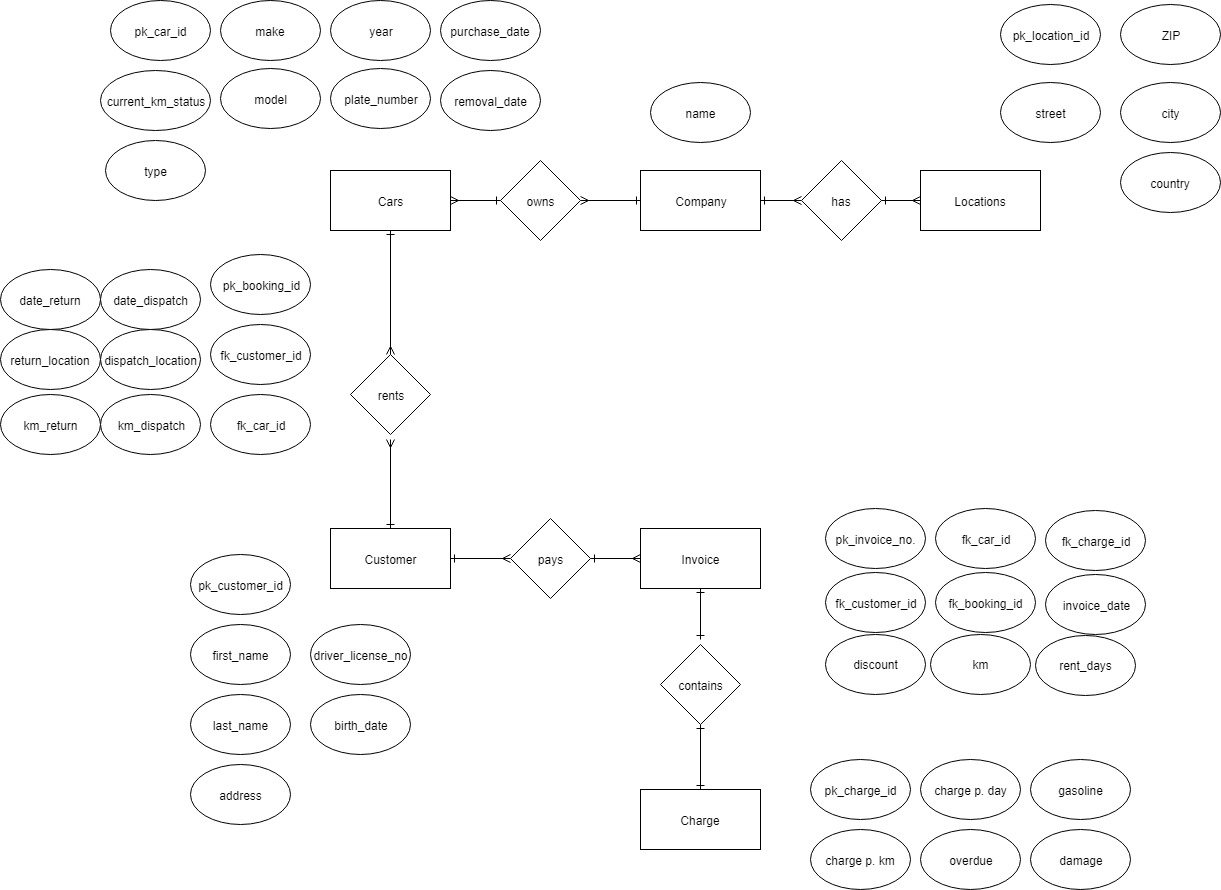 pk_car_id
make
year
purchase_date
current_km_status
model
plate_number
removal_date
type
name
pk_location_id
ZIP
street
city
country
Cars
owns
Company
has
Locations
date_return
date_dispatch
pk_booking_id
return_location
dispatch_location
fk_customer_id
km_return
km_dispatch
fk_car_id
rents
Customer
pays
Invoice
pk_invoice_no.
fk_car_id
fk_charge_id
fk_customer_id
fk_booking_id
invoice_date
discount
km
rent_days
pk_customer_id
first_name
driver_license_no
last_name
birth_date
address
contains
Charge
pk_charge_id
charge p. day
gasoline
charge p. km
overdue
damage